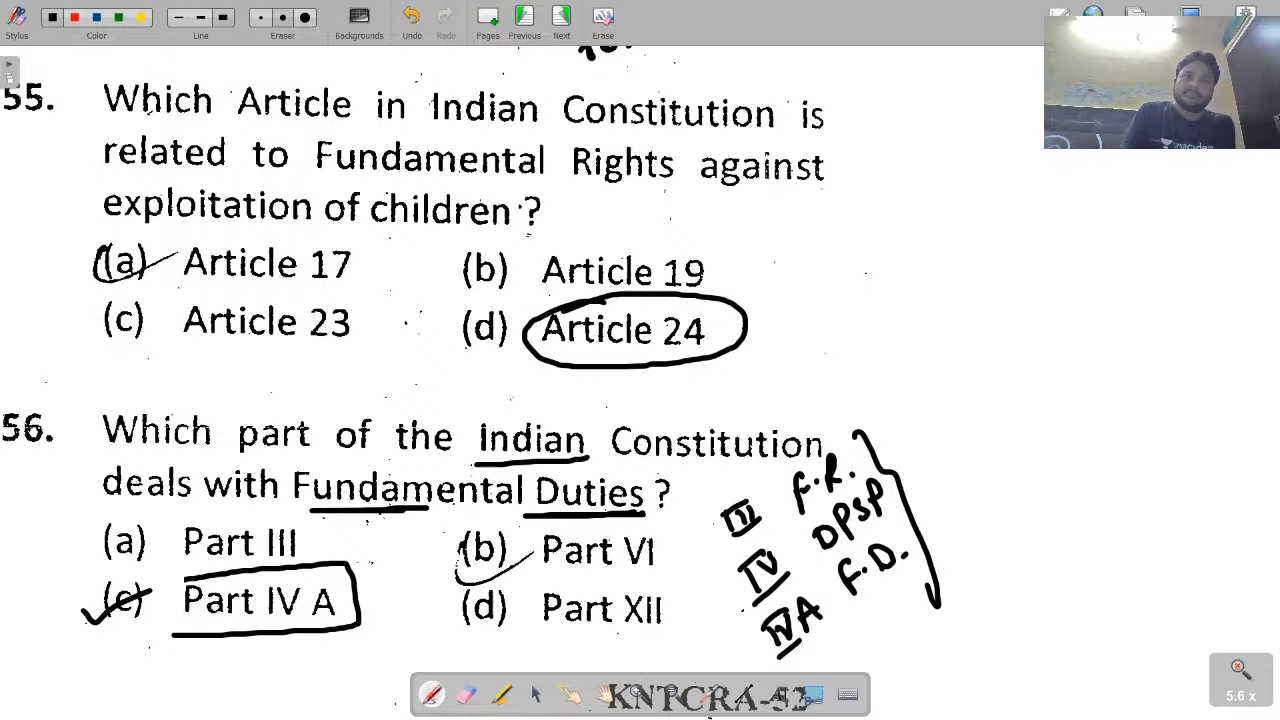 Stylus
Color
Line
Eraser
Backgrounds
Undo
Redo
Pages
Previous
Next
Erase
55. Which Article in Indian Constitution is
related to Fundamental Rights against
exploitation of children ?
(a) Article 17 (b) Article 19
(c) Article 23 (d) Article 24
56. Which part of the Indian Constitution
deals with Fundamental Duties ?
(a) Part III (b) Part VI
(c) Part IV A (d) Part XII
III F.R.
IV DPSP
IVA F.D.
KNTCRA-52
5.6 x